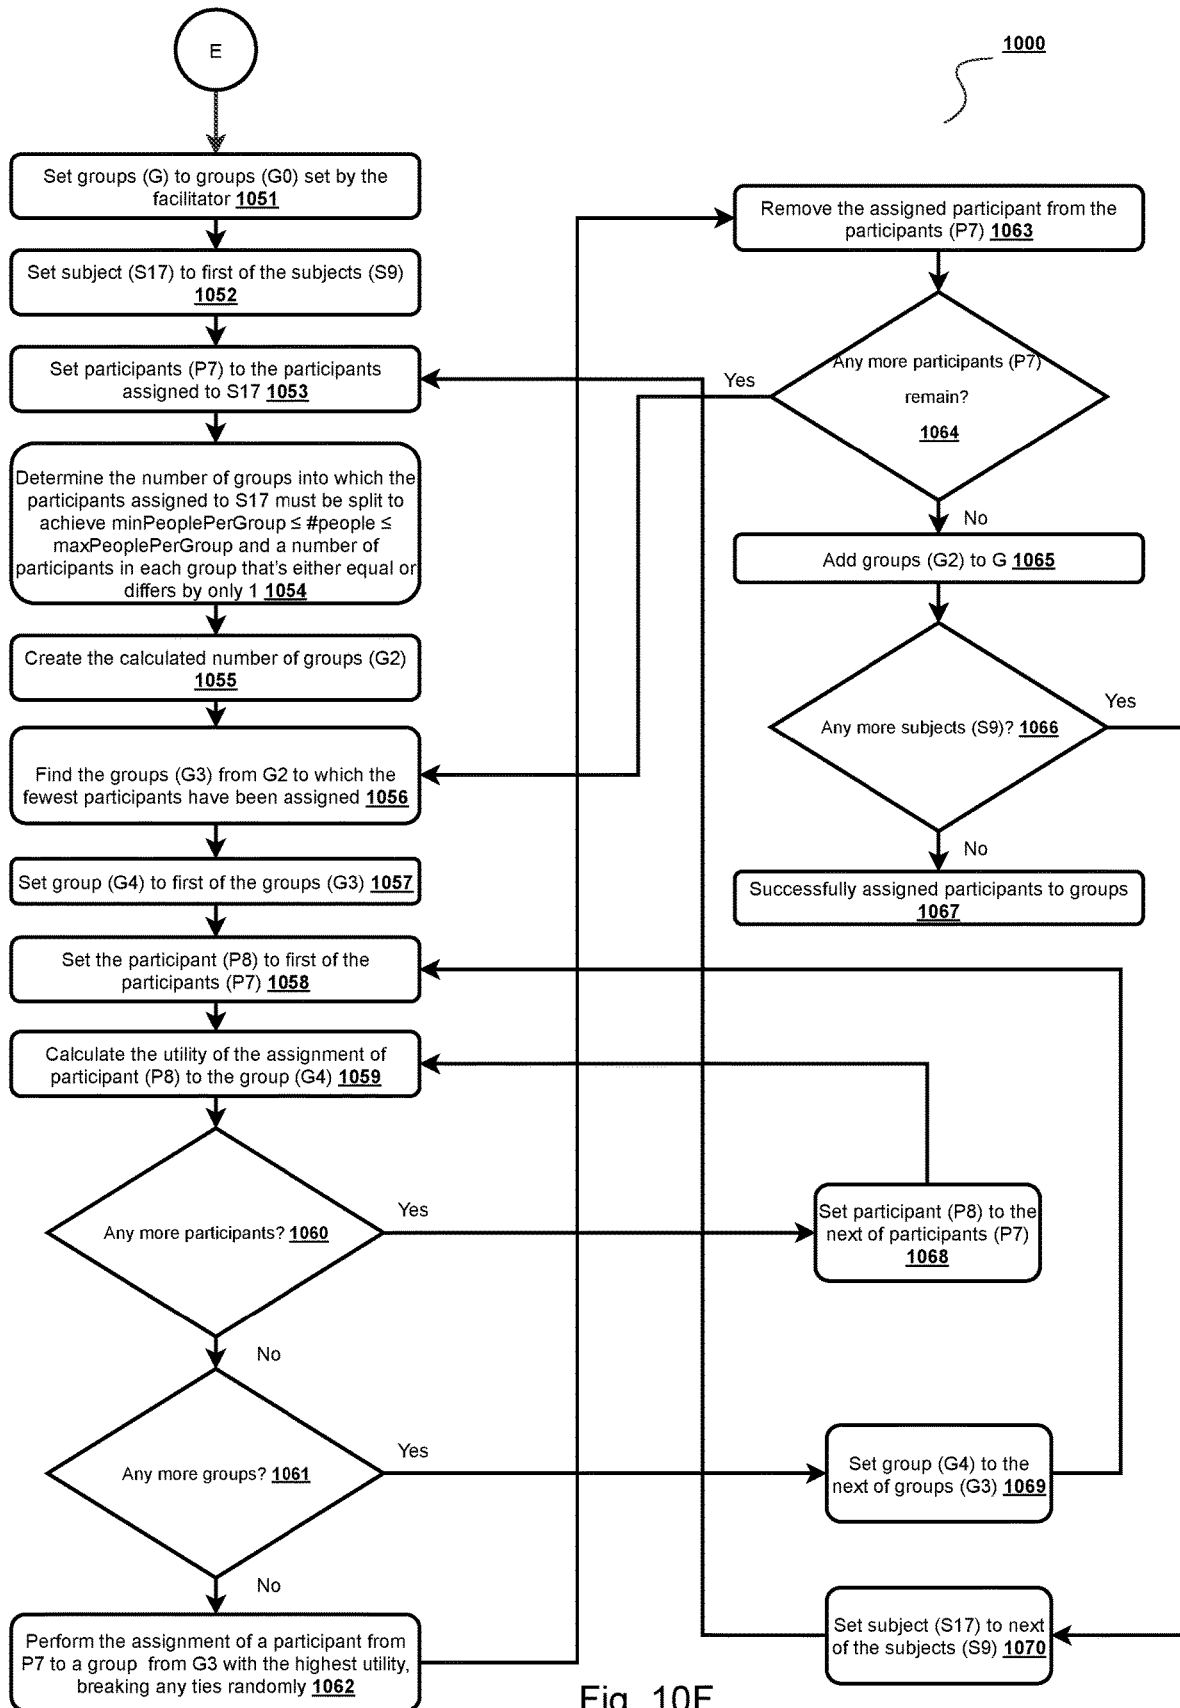 E
1000
Set groups (G) to groups (G0) set by the
facilitator 1051
Set subject (S17) to first of the subjects (S9)
1052
Set participants (P7) to the participants
assigned to S17 1053
Determine the number of groups into which the
participants assigned to S17 must be split to
achieve minPeoplePerGroup ≤ #people ≤
maxPeoplePerGroup and a number of
participants in each group that's either equal or
differs by only 1 1054
Create the calculated number of groups (G2)
1055
Find the groups (G3) from G2 to which the
fewest participants have been assigned 1056
Set group (G4) to first of the groups (G3) 1057
Set the participant (P8) to first of the
participants (P7) 1058
Calculate the utility of the assignment of
participant (P8) to the group (G4) 1059
Any more participants? 1060
Yes
No
Any more groups? 1061
Yes
No
Perform the assignment of a participant from
P7 to a group from G3 with the highest utility,
breaking any ties randomly 1062
Remove the assigned participant from the
participants (P7) 1063
Any more participants (P7)
remain?
1064
Yes
No
Add groups (G2) to G 1065
Any more subjects (S9)? 1066
Yes
No
Successfully assigned participants to groups
1067
Set participant (P8) to the
next of participants (P7)
1068
Set group (G4) to the
next of groups (G3) 1069
Set subject (S17) to next
of the subjects (S9) 1070